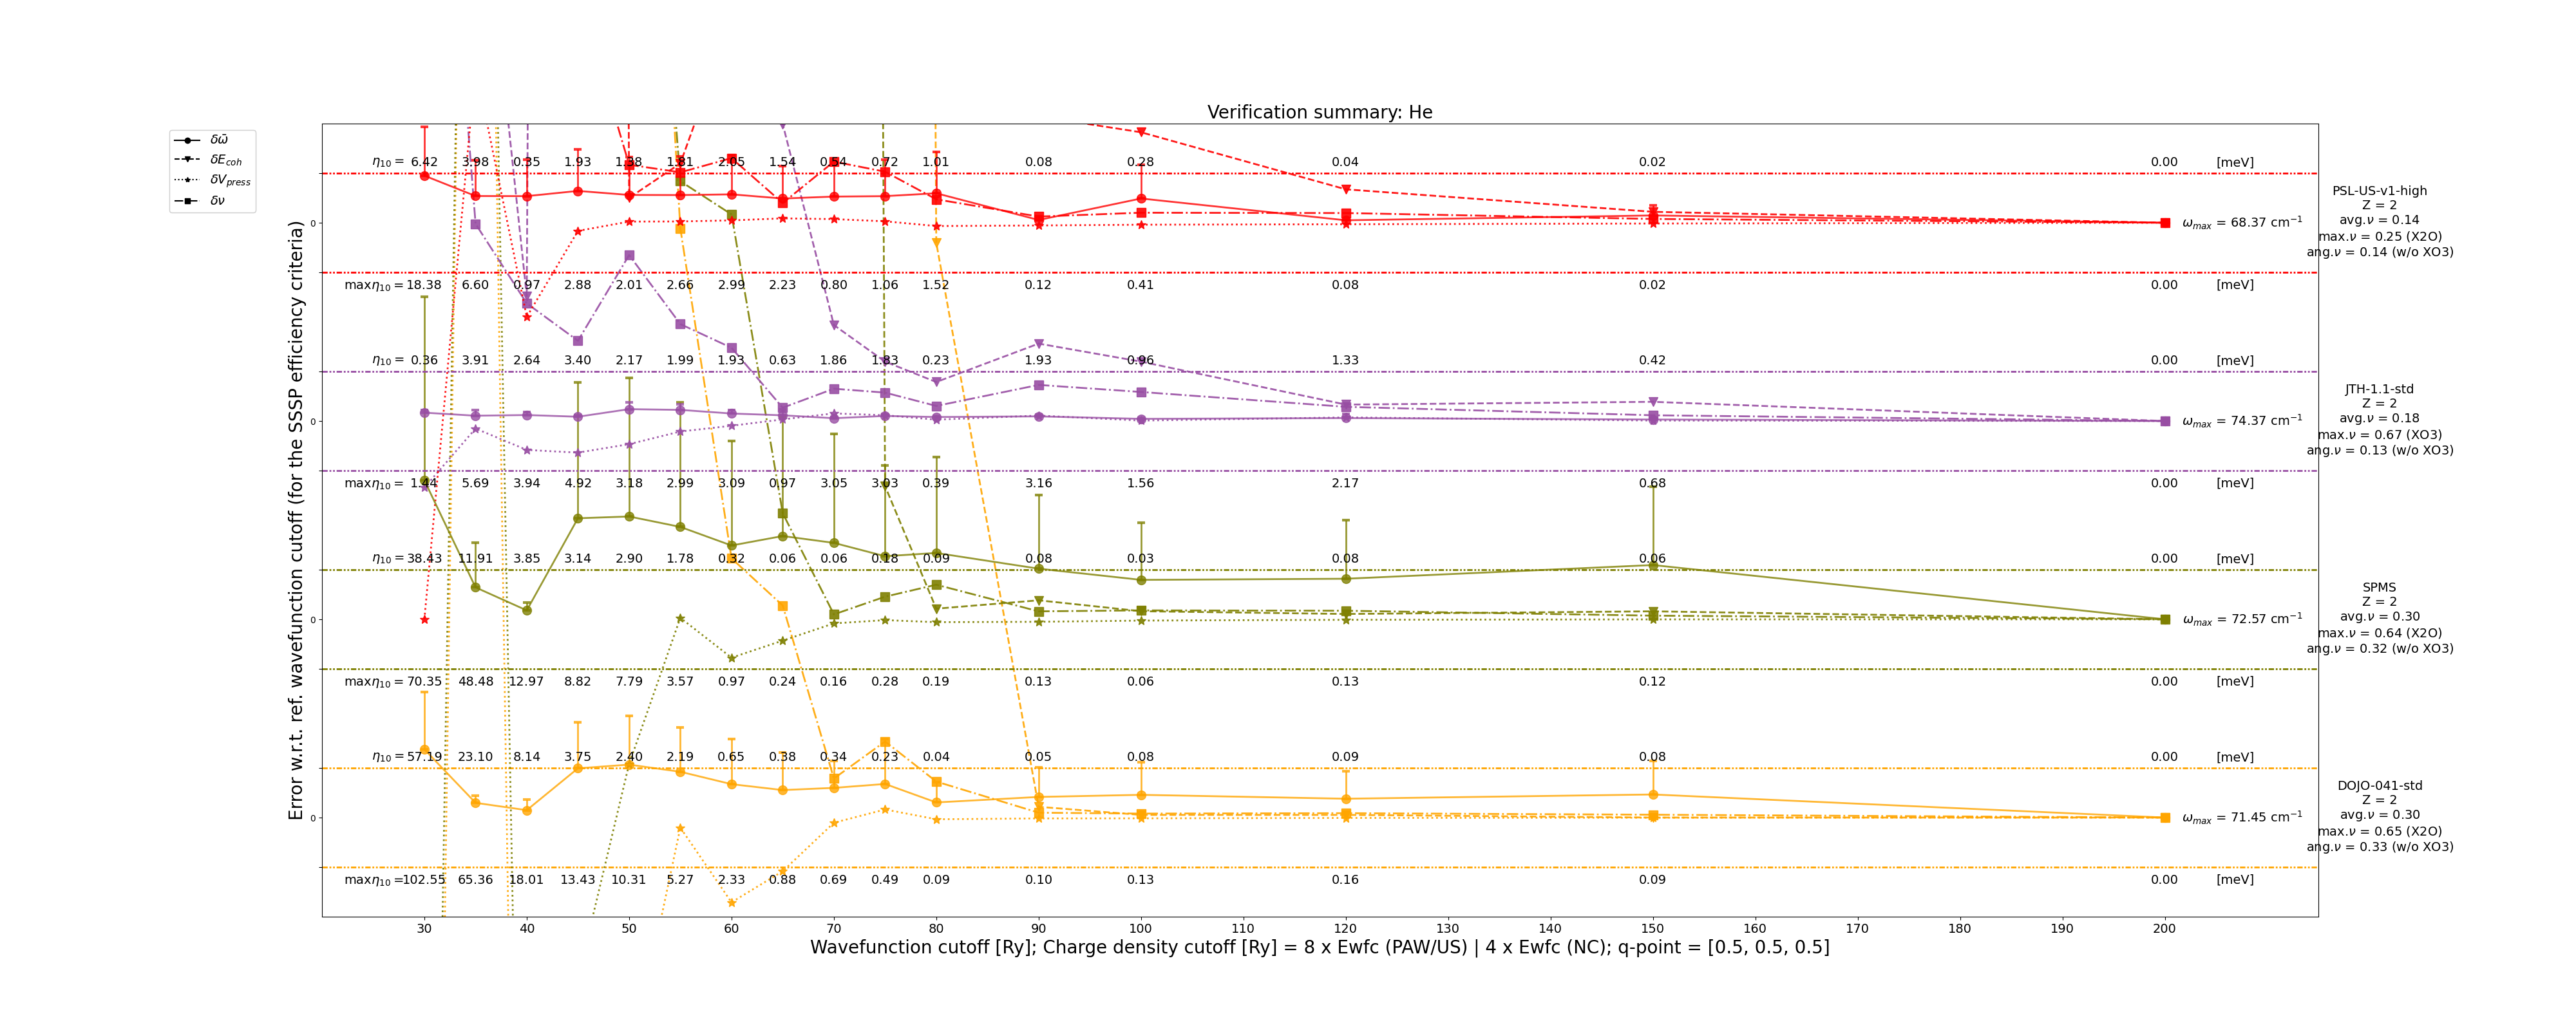 Verification summary: He
δω̄
δE_coh
δV_press
δν
Error w.r.t. ref. wavefunction cutoff (for the SSSP efficiency criteria)
η₁₀ = 6.42 3.98 0.35 1.93 1.38 1.81 2.05 1.54 0.54 0.72 1.01 0.08 0.28 0.04 0.02 0.00 [meV]
0
ω_max = 68.37 cm⁻¹
PSL-US-v1-high
Z = 2
avg.ν = 0.14
max.ν = 0.25 (X2O)
ang.ν = 0.14 (w/o XO3)
maxη₁₀ = 18.38 6.60 0.97 2.88 2.01 2.66 2.99 2.23 0.80 1.06 1.52 0.12 0.41 0.08 0.02 0.00 [meV]
η₁₀ = 0.36 3.91 2.64 3.40 2.17 1.99 1.93 0.63 1.86 1.83 0.23 1.93 0.96 1.33 0.42 0.00 [meV]
0
ω_max = 74.37 cm⁻¹
JTH-1.1-std
Z = 2
avg.ν = 0.18
max.ν = 0.67 (XO3)
ang.ν = 0.13 (w/o XO3)
maxη₁₀ = 1.44 5.69 3.94 4.92 3.18 2.99 3.09 0.97 3.05 3.03 0.39 3.16 1.56 2.17 0.68 0.00 [meV]
η₁₀ = 38.43 11.91 3.85 3.14 2.90 1.78 0.32 0.06 0.06 0.18 0.09 0.08 0.03 0.08 0.06 0.00 [meV]
0
ω_max = 72.57 cm⁻¹
SPMS
Z = 2
avg.ν = 0.30
max.ν = 0.64 (X2O)
ang.ν = 0.32 (w/o XO3)
maxη₁₀ = 70.35 48.48 12.97 8.82 7.79 3.57 0.97 0.24 0.16 0.28 0.19 0.13 0.06 0.13 0.12 0.00 [meV]
η₁₀ = 57.19 23.10 8.14 3.75 2.40 2.19 0.65 0.38 0.34 0.23 0.04 0.05 0.08 0.09 0.08 0.00 [meV]
0
ω_max = 71.45 cm⁻¹
DOJO-041-std
Z = 2
avg.ν = 0.30
max.ν = 0.65 (X2O)
ang.ν = 0.33 (w/o XO3)
maxη₁₀ = 102.55 65.36 18.01 13.43 10.31 5.27 2.33 0.88 0.69 0.49 0.09 0.10 0.13 0.16 0.09 0.00 [meV]
30 40 50 60 70 80 90 100 110 120 130 140 150 160 170 180 190 200
Wavefunction cutoff [Ry]; Charge density cutoff [Ry] = 8 x Ewfc (PAW/US) | 4 x Ewfc (NC); q-point = [0.5, 0.5, 0.5]